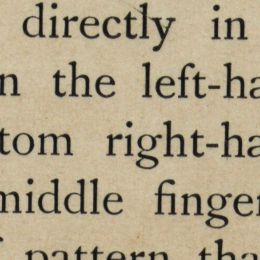 directly in
n the left-ha
tom right-ha
middle finger
f pattern tha